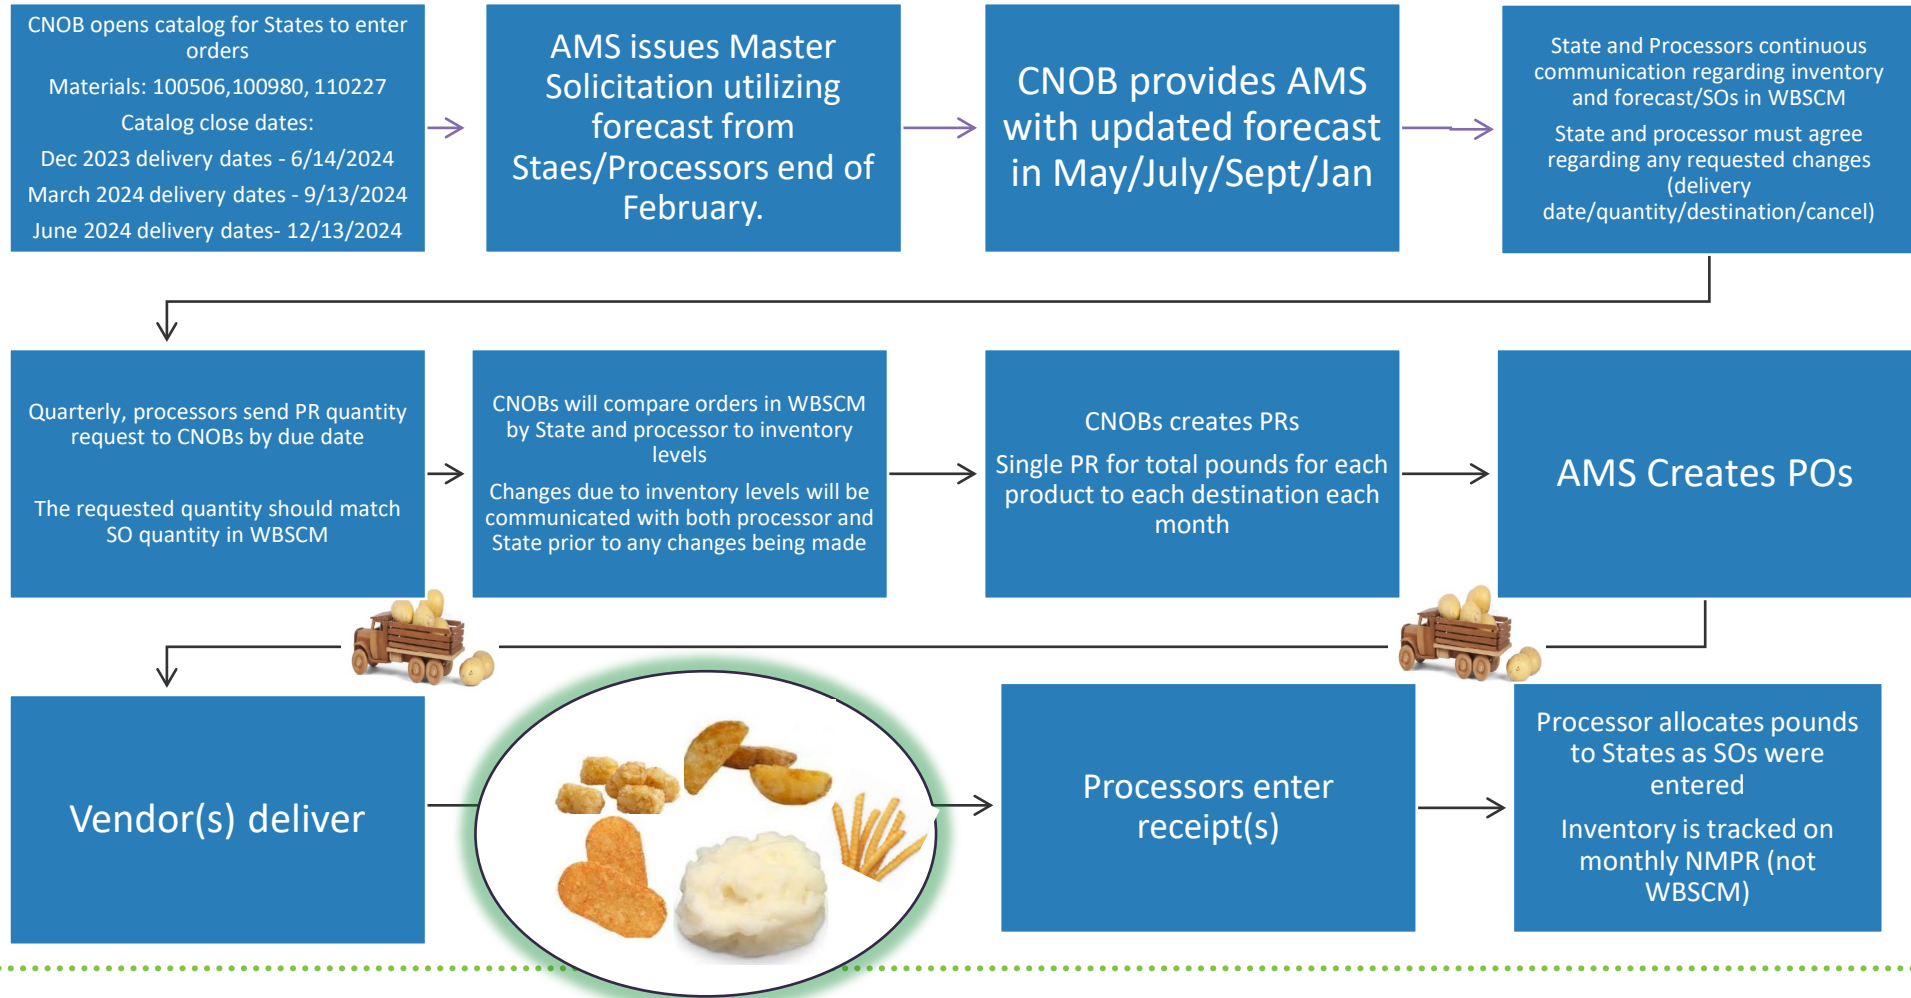 CNOB opens catalog for States to enter
orders
Materials: 100506,100980, 110227
Catalog close dates:
Dec 2023 delivery dates - 6/14/2024
March 2024 delivery dates - 9/13/2024
June 2024 delivery dates- 12/13/2024
AMS issues Master
Solicitation utilizing
forecast from
Staes/Processors end of
February.
CNOB provides AMS
with updated forecast
in May/July/Sept/Jan
State and Processors continuous
communication regarding inventory
and forecast/SOs in WBSCM
State and processor must agree
regarding any requested changes
(delivery
date/quantity/destination/cancel)
Quarterly, processors send PR quantity
request to CNOBs by due date
The requested quantity should match
SO quantity in WBSCM
CNOBs will compare orders in WBSCM
by State and processor to inventory
levels
Changes due to inventory levels will be
communicated with both processor and
State prior to any changes being made
CNOBs creates PRs
Single PR for total pounds for each
product to each destination each
month
AMS Creates POs
Vendor(s) deliver
Processors enter
receipt(s)
Processor allocates pounds
to States as SOs were
entered
Inventory is tracked on
monthly NMPR (not
WBSCM)